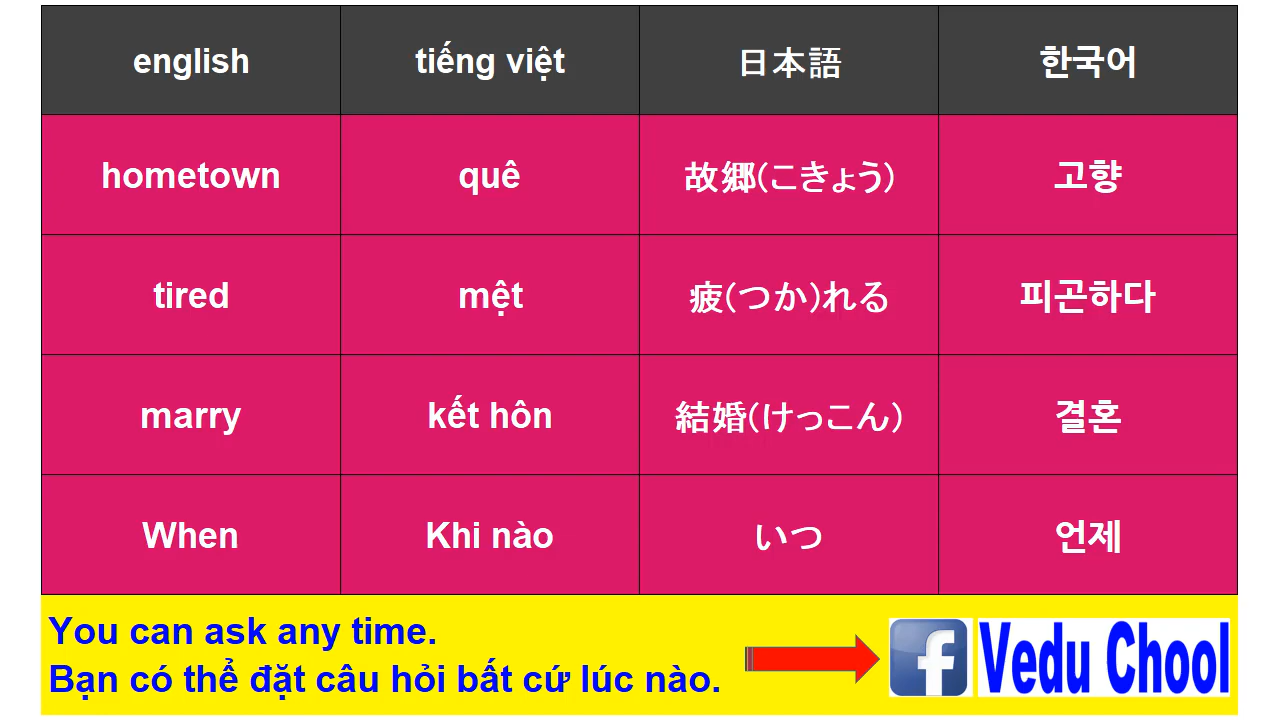 english tiếng việt 日本語 한국어
hometown quê 故郷(こきょう) 고향
tired mệt 疲(つか)れる 피곤하다
marry kết hôn 結婚(けっこん) 결혼
When Khi nào いつ 언제
You can ask any time.
Bạn có thể đặt câu hỏi bất cứ lúc nào.
f Vedu Chool